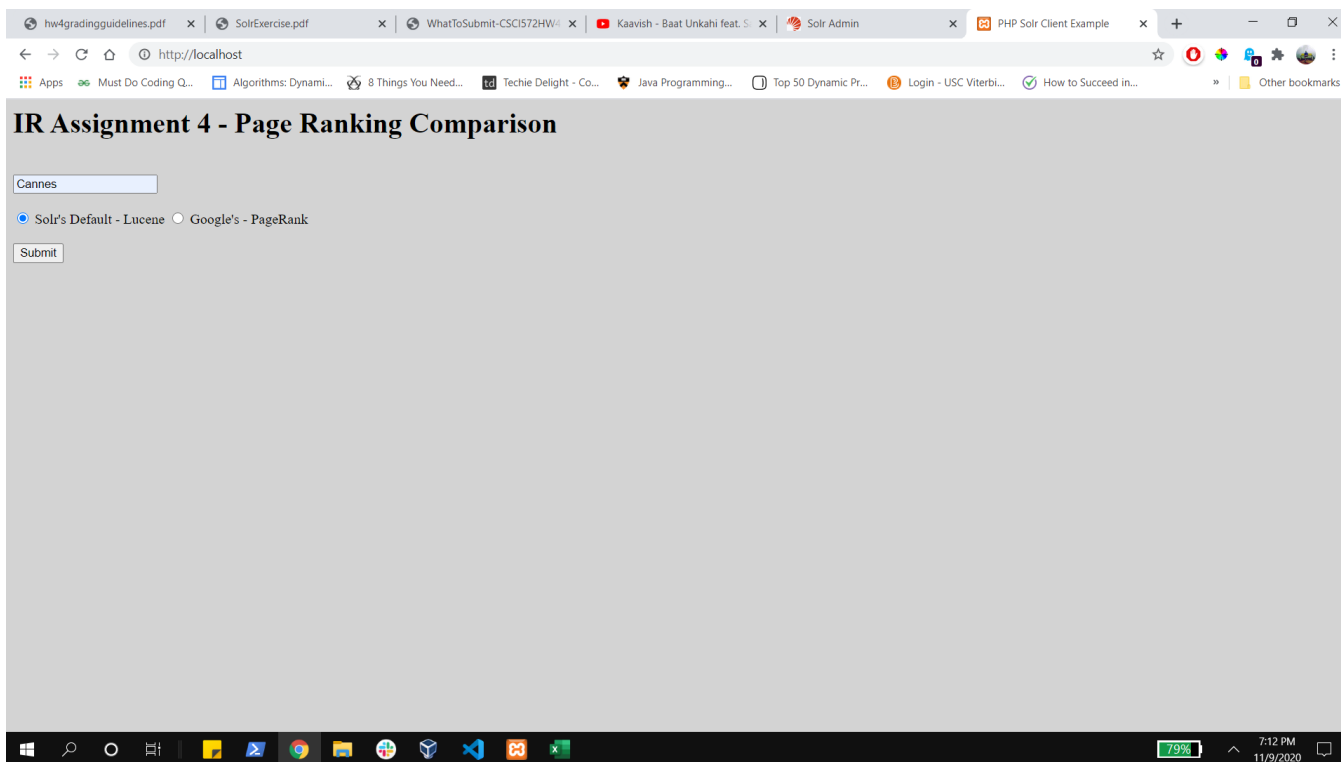 hw4gradingguidelines.pdf SolrExercise.pdf WhatToSubmit-CSCI572HW4 Kaavish - Baat Unkahi feat. S Solr Admin PHP Solr Client Example
http://localhost
0
Apps Must Do Coding Q... Algorithms: Dynami... 8 Things You Need... td Techie Delight - Co... Java Programming... Top 50 Dynamic Pr... Login - USC Viterbi... How to Succeed in... » Other bookmarks
IR Assignment 4 - Page Ranking Comparison
Cannes
Solr's Default - Lucene Google's - PageRank
Submit
79% 7:12 PM
11/9/2020